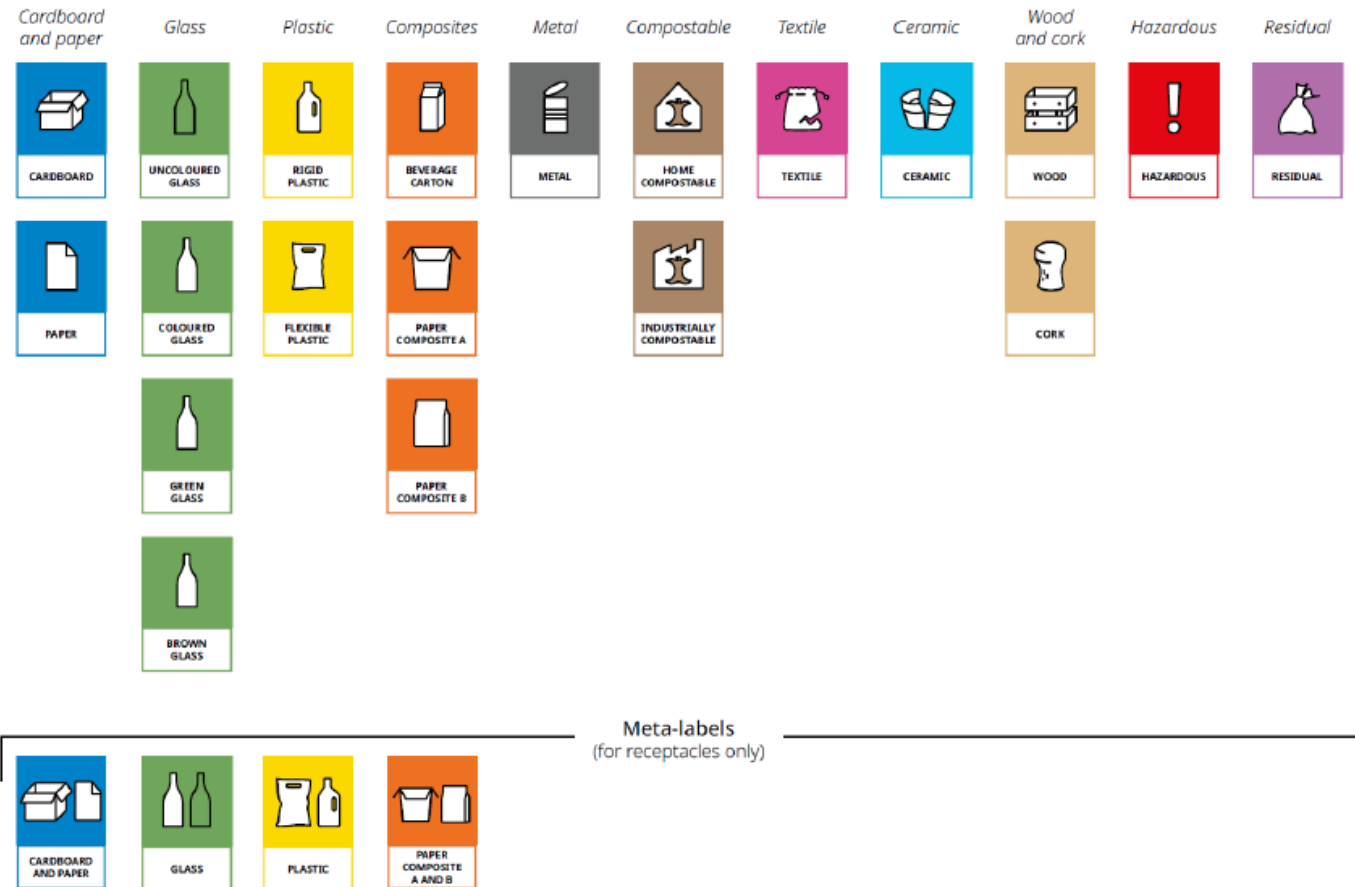 Cardboard
and paper
Glass
Plastic
Composites
Metal
Compostable
Textile
Ceramic
Wood
and cork
Hazardous
Residual
CARDBOARD
UNCOLOURED
GLASS
RIGID
PLASTIC
BEVERAGE
CARTON
METAL
HOME
COMPOSTABLE
TEXTILE
CERAMIC
WOOD
HAZARDOUS
RESIDUAL
PAPER
COLOURED
GLASS
FLEXIBLE
PLASTIC
PAPER
COMPOSITE A
INDUSTRIALLY
COMPOSTABLE
CORK
GREEN
GLASS
PAPER
COMPOSITE B
BROWN
GLASS
Meta-labels
(for receptacles only)
CARDBOARD
AND PAPER
GLASS
PLASTIC
PAPER
COMPOSITE
A AND B